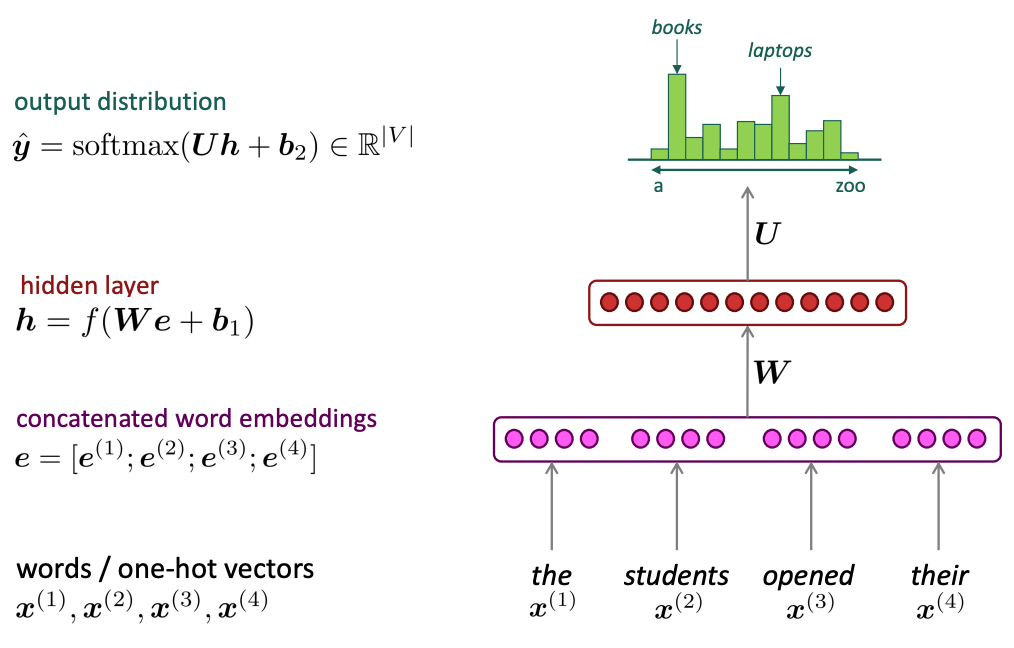 books
laptops
output distribution
ŷ = softmax(Uh + b₂) ∈ ℝ^|V|
a zoo
U
hidden layer
h = f(We + b₁)
W
concatenated word embeddings
e = [e⁽¹⁾; e⁽²⁾; e⁽³⁾; e⁽⁴⁾]
words / one-hot vectors
x⁽¹⁾, x⁽²⁾, x⁽³⁾, x⁽⁴⁾
the students opened their
x⁽¹⁾ x⁽²⁾ x⁽³⁾ x⁽⁴⁾